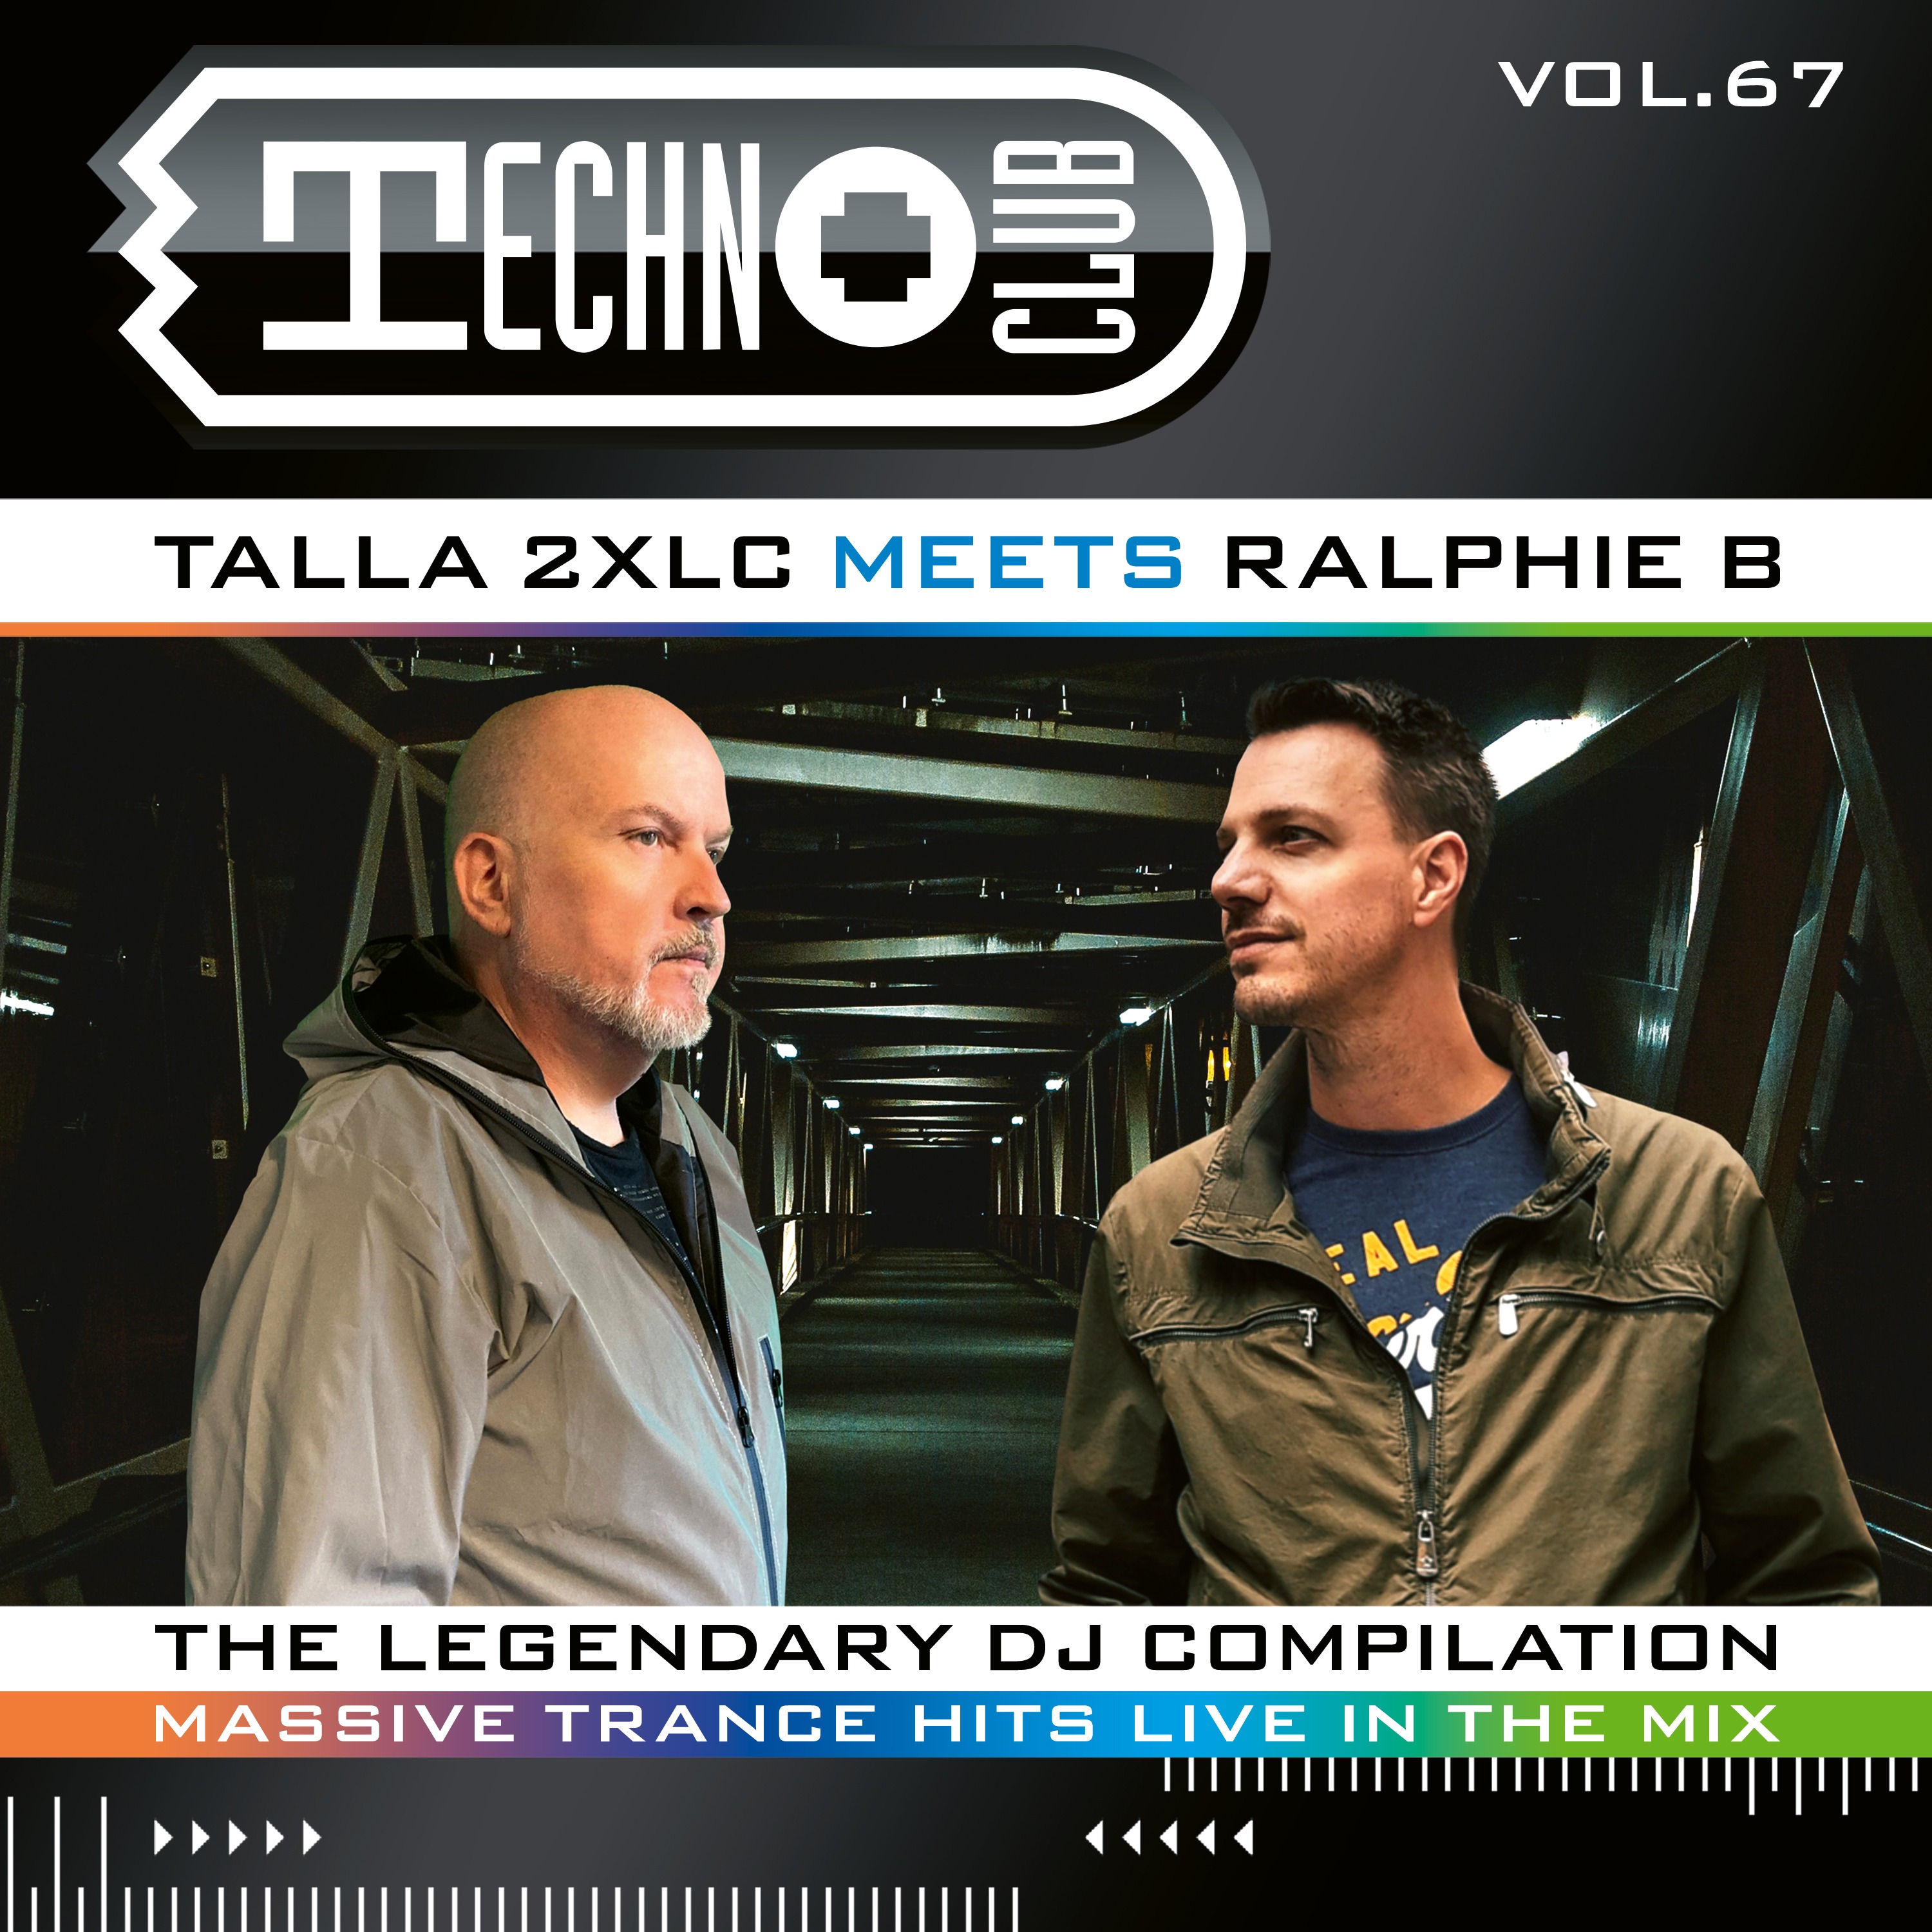 TECHNO CLUB
VOL.67
TALLA 2XLC MEETS RALPHIE B
EAL
THE LEGENDARY DJ COMPILATION
MASSIVE TRANCE HITS LIVE IN THE MIX